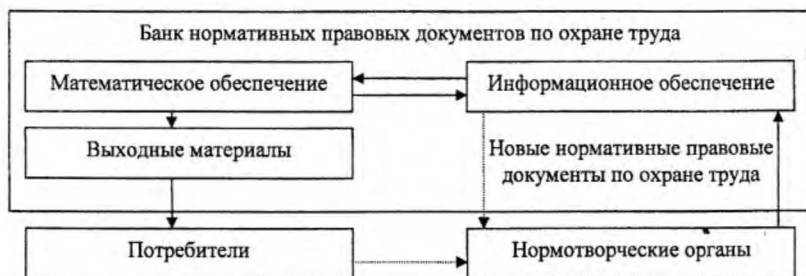 Банк нормативных правовых документов по охране труда
Математическое обеспечение
Информационное обеспечение
Выходные материалы
Новые нормативные правовые
документы по охране труда
Потребители
Нормотворческие органы